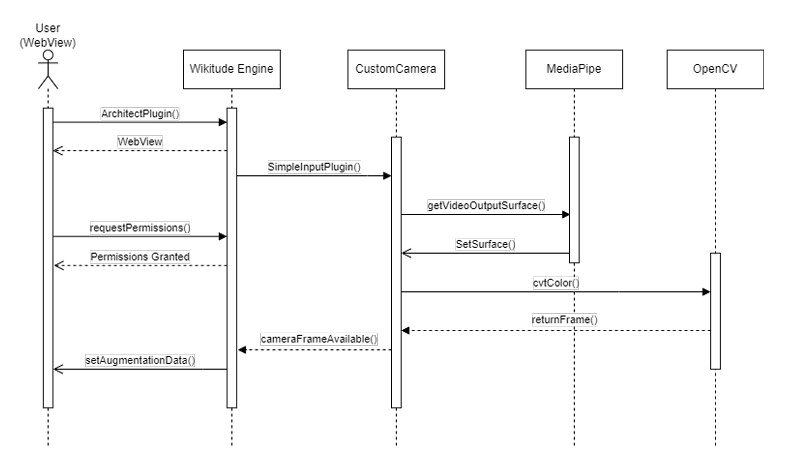 User
(WebView)
Wikitude Engine
CustomCamera
MediaPipe
OpenCV
ArchitectPlugin()
WebView
SimpleInputPlugin()
getVideoOutputSurface()
requestPermissions()
SetSurface()
Permissions Granted
cvtColor()
returnFrame()
cameraFrameAvailable()
setAugmentationData()